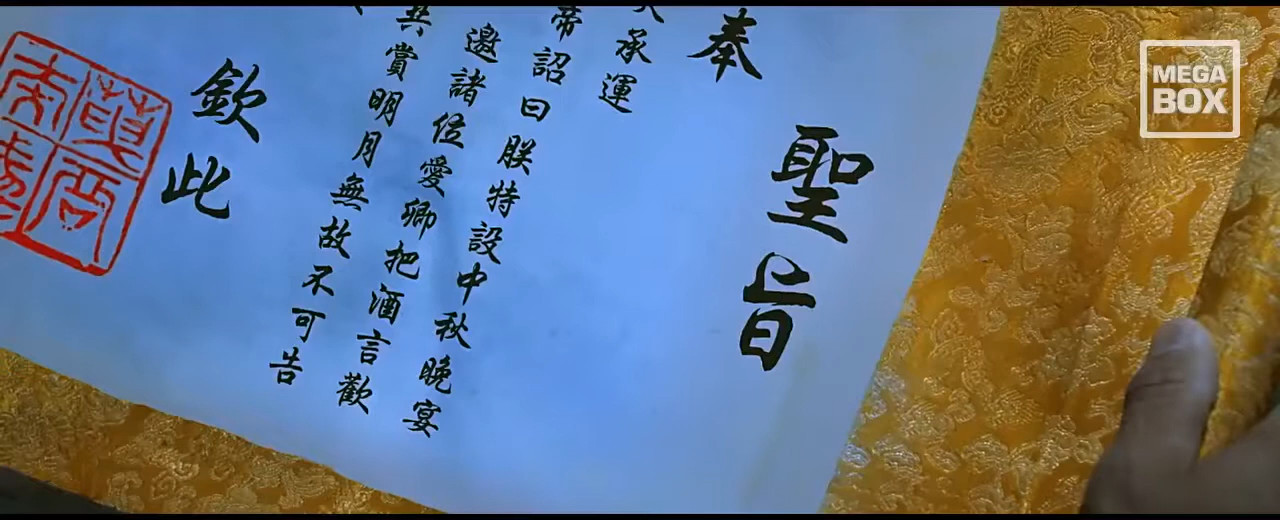 聖旨
奉
天承運
帝詔曰朕特設中秋晚宴
邀諸位愛卿把酒言歡
共賞明月無故不可告
欽此
MEGA
BOX